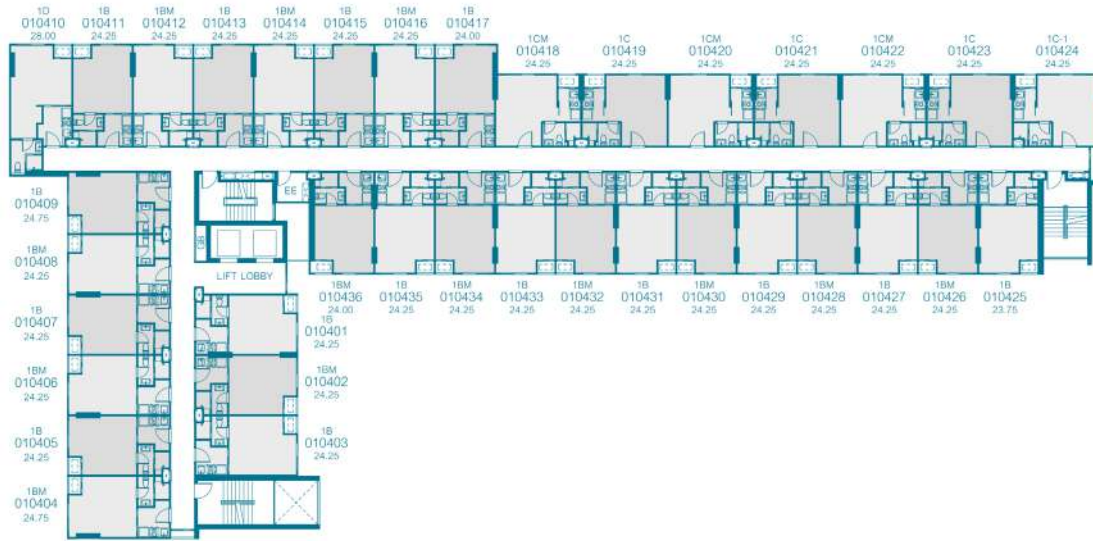 1D
010410
28.00
1B
010411
24.25
1BM
010412
24.25
1B
010413
24.25
1BM
010414
24.25
1B
010415
24.25
1BM
010416
24.25
1B
010417
24.00
1CM
010418
24.25
1C
010419
24.25
1CM
010420
24.25
1C
010421
24.25
1CM
010422
24.25
1C
010423
24.25
1C-1
010424
24.25
1B
010409
24.75
1BM
010408
24.25
1B
010407
24.25
1BM
010406
24.25
1B
010405
24.25
1BM
010404
24.75
EE
GB
LIFT LOBBY
1BM
010436
24.00
1B
010435
24.25
1BM
010434
24.25
1B
010433
24.25
1BM
010432
24.25
1B
010431
24.25
1BM
010430
24.25
1B
010429
24.25
1BM
010428
24.25
1B
010427
24.25
1BM
010426
24.25
1B
010425
23.75
1B
010401
24.25
1BM
010402
24.25
1B
010403
24.25